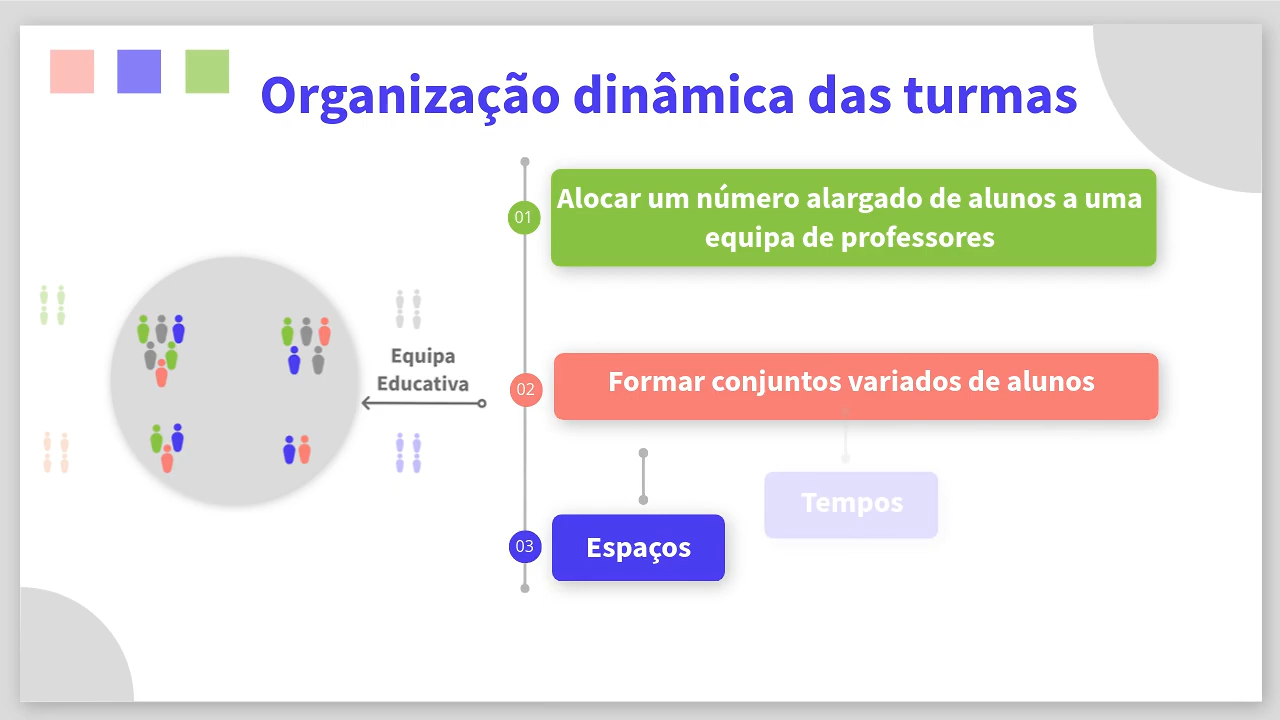 Organização dinâmica das turmas
01
Alocar um número alargado de alunos a uma
equipa de professores
Equipa
Educativa
02
Formar conjuntos variados de alunos
Tempos
03
Espaços